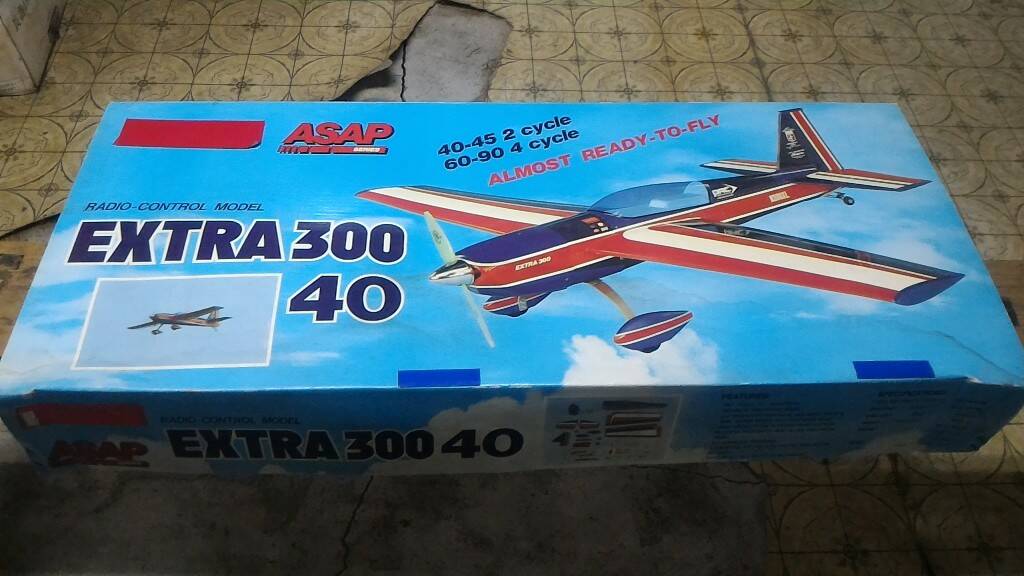 ASAP
SERIES
40-45 2 cycle
60-90 4 cycle
ALMOST READY-TO-FLY
RADIO-CONTROL MODEL
EXTRA 300
40
EXTRA 300
RADIO CONTROL MODEL
ASAP
EXTRA 300 40
FEATURES
SPECIFICATIONS